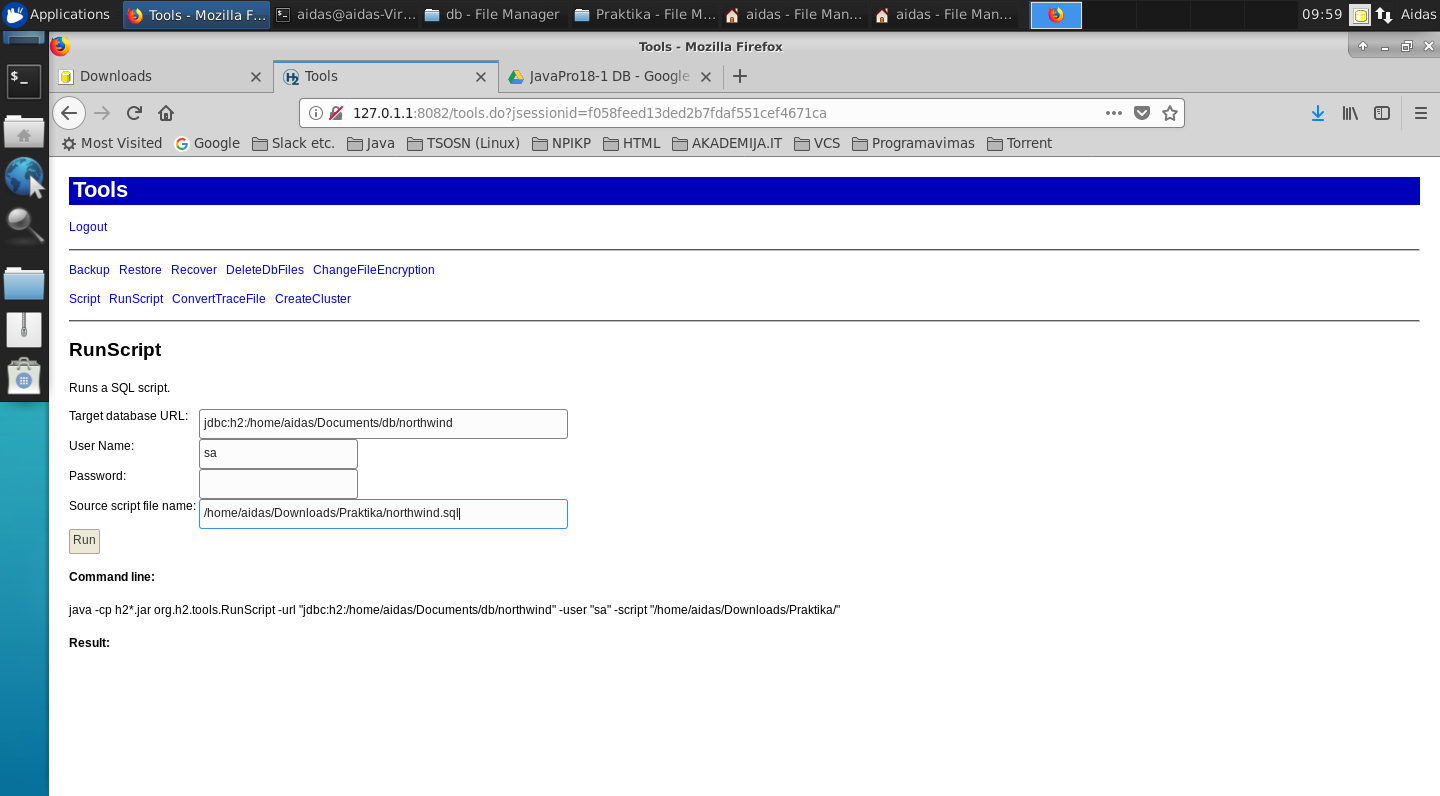 Applications Tools - Mozilla F... aidas@aidas-Vir... db - File Manager Praktika - File M... aidas - File Man... aidas - File Man... 09:59 Aidas
Tools - Mozilla Firefox
Downloads Tools JavaPro18-1 DB - Google
127.0.1.1:8082/tools.do?jsessionid=f058feed13ded2b7fdaf551cef4671ca
Most Visited Google Slack etc. Java TSOSN (Linux) NPIKP HTML AKADEMIJA.IT VCS Programavimas Torrent
Tools
Logout
Backup Restore Recover DeleteDbFiles ChangeFileEncryption
Script RunScript ConvertTraceFile CreateCluster
RunScript
Runs a SQL script.
Target database URL: jdbc:h2:/home/aidas/Documents/db/northwind
User Name: sa
Password:
Source script file name: /home/aidas/Downloads/Praktika/northwind.sql
Run
Command line:
java -cp h2*.jar org.h2.tools.RunScript -url "jdbc:h2:/home/aidas/Documents/db/northwind" -user "sa" -script "/home/aidas/Downloads/Praktika/"
Result: